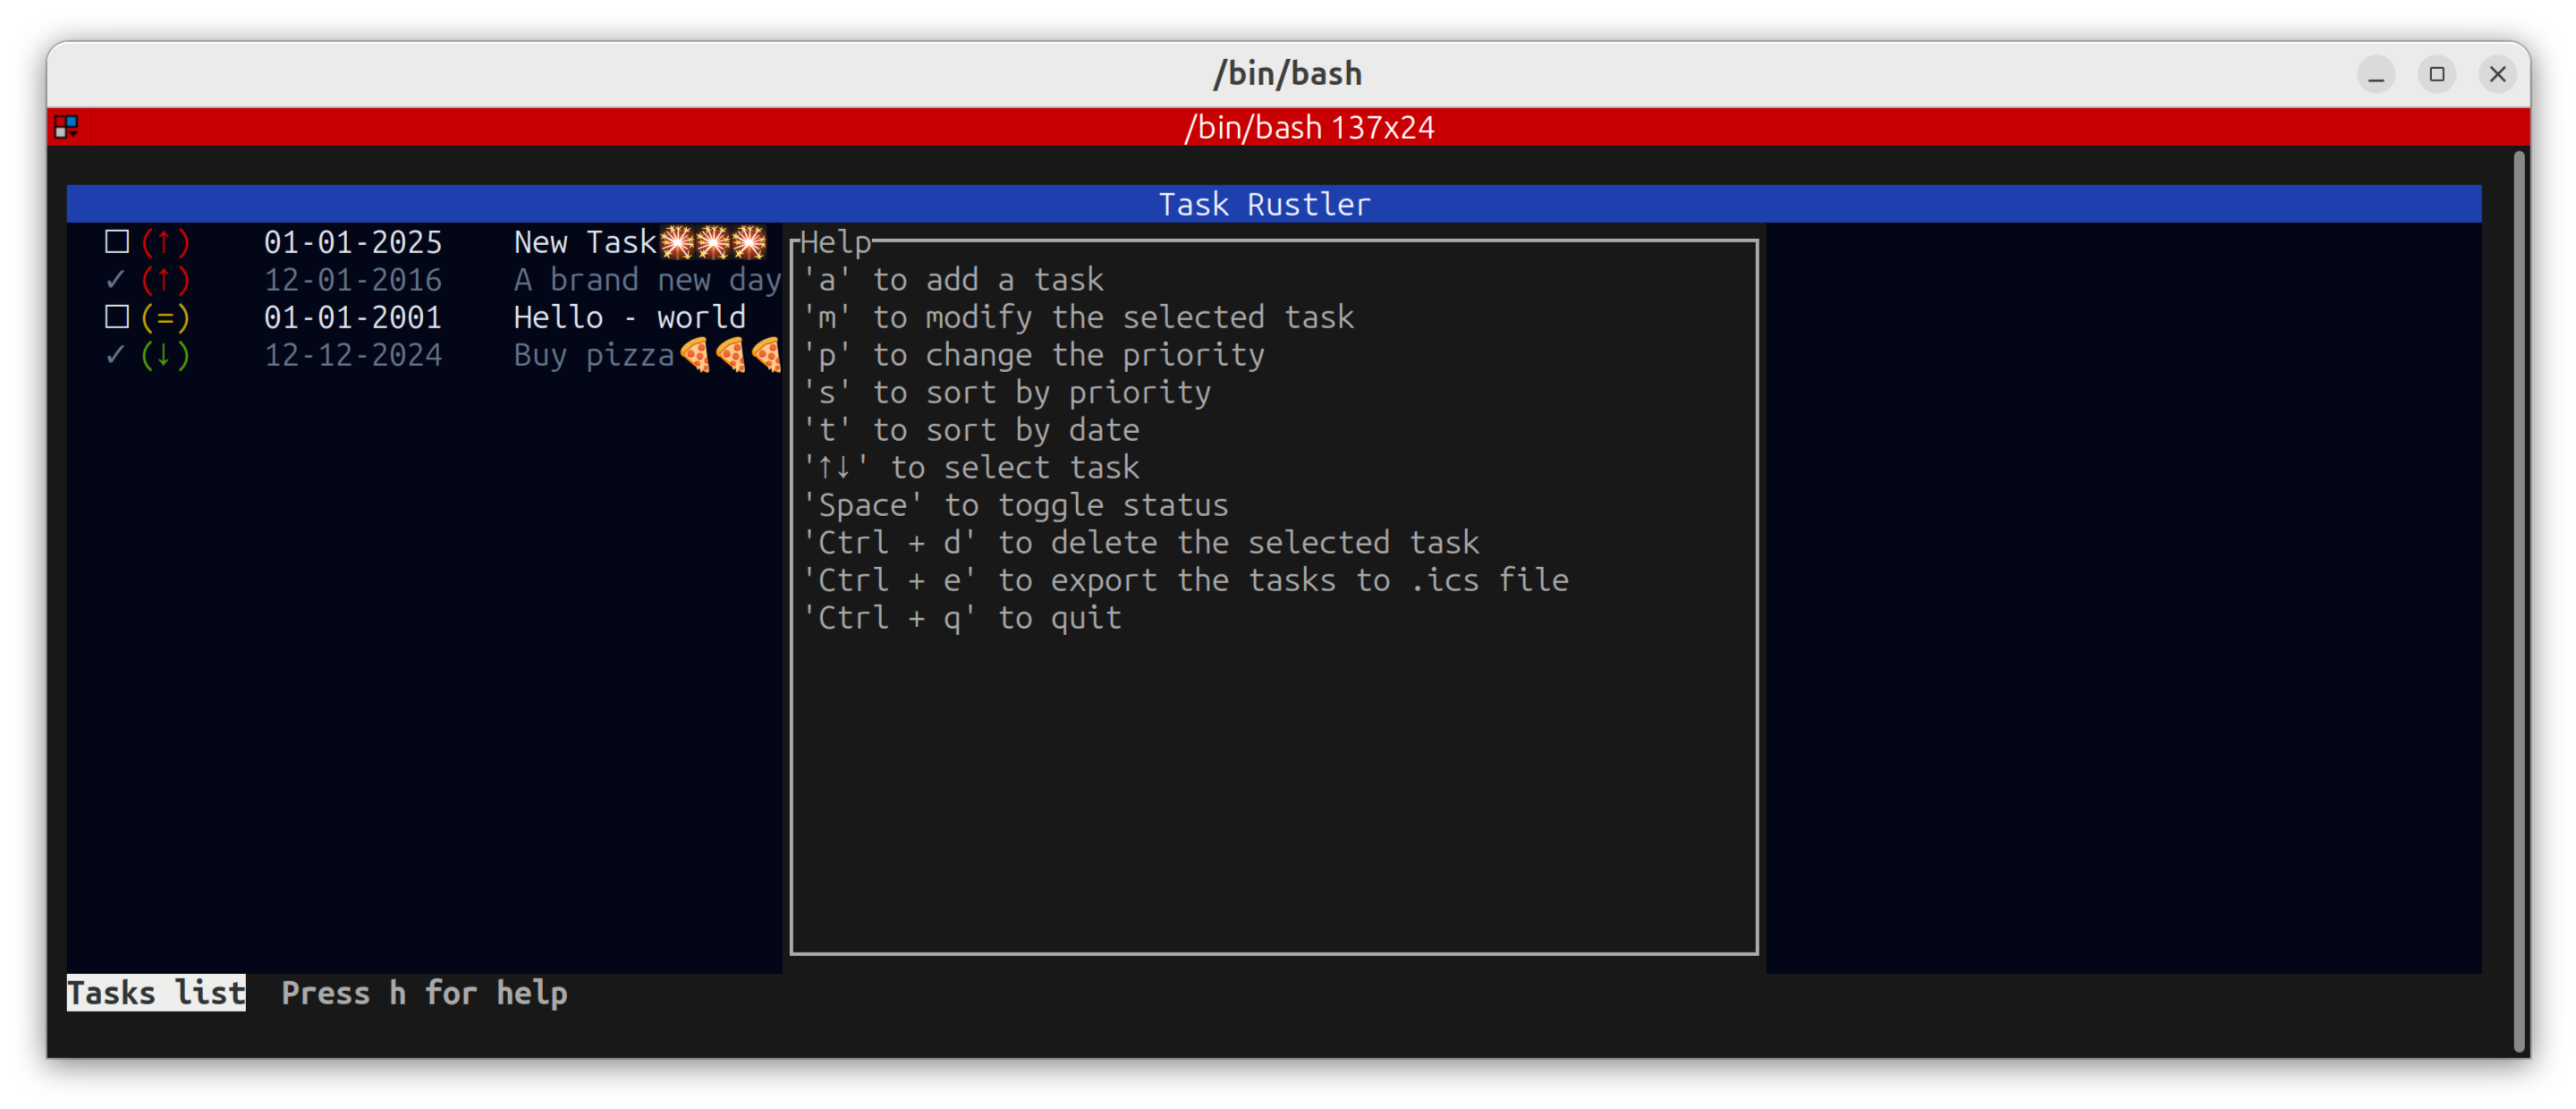 /bin/bash
/bin/bash 137x24
Task Rustler
☐ (↑) 01-01-2025 New Task🎇🎇🎇
✓ (↑) 12-01-2016 A brand new day
☐ (=) 01-01-2001 Hello - world
✓ (↓) 12-12-2024 Buy pizza🍕🍕🍕
Help
'a' to add a task
'm' to modify the selected task
'p' to change the priority
's' to sort by priority
't' to sort by date
'↑↓' to select task
'Space' to toggle status
'Ctrl + d' to delete the selected task
'Ctrl + e' to export the tasks to .ics file
'Ctrl + q' to quit
Tasks list Press h for help